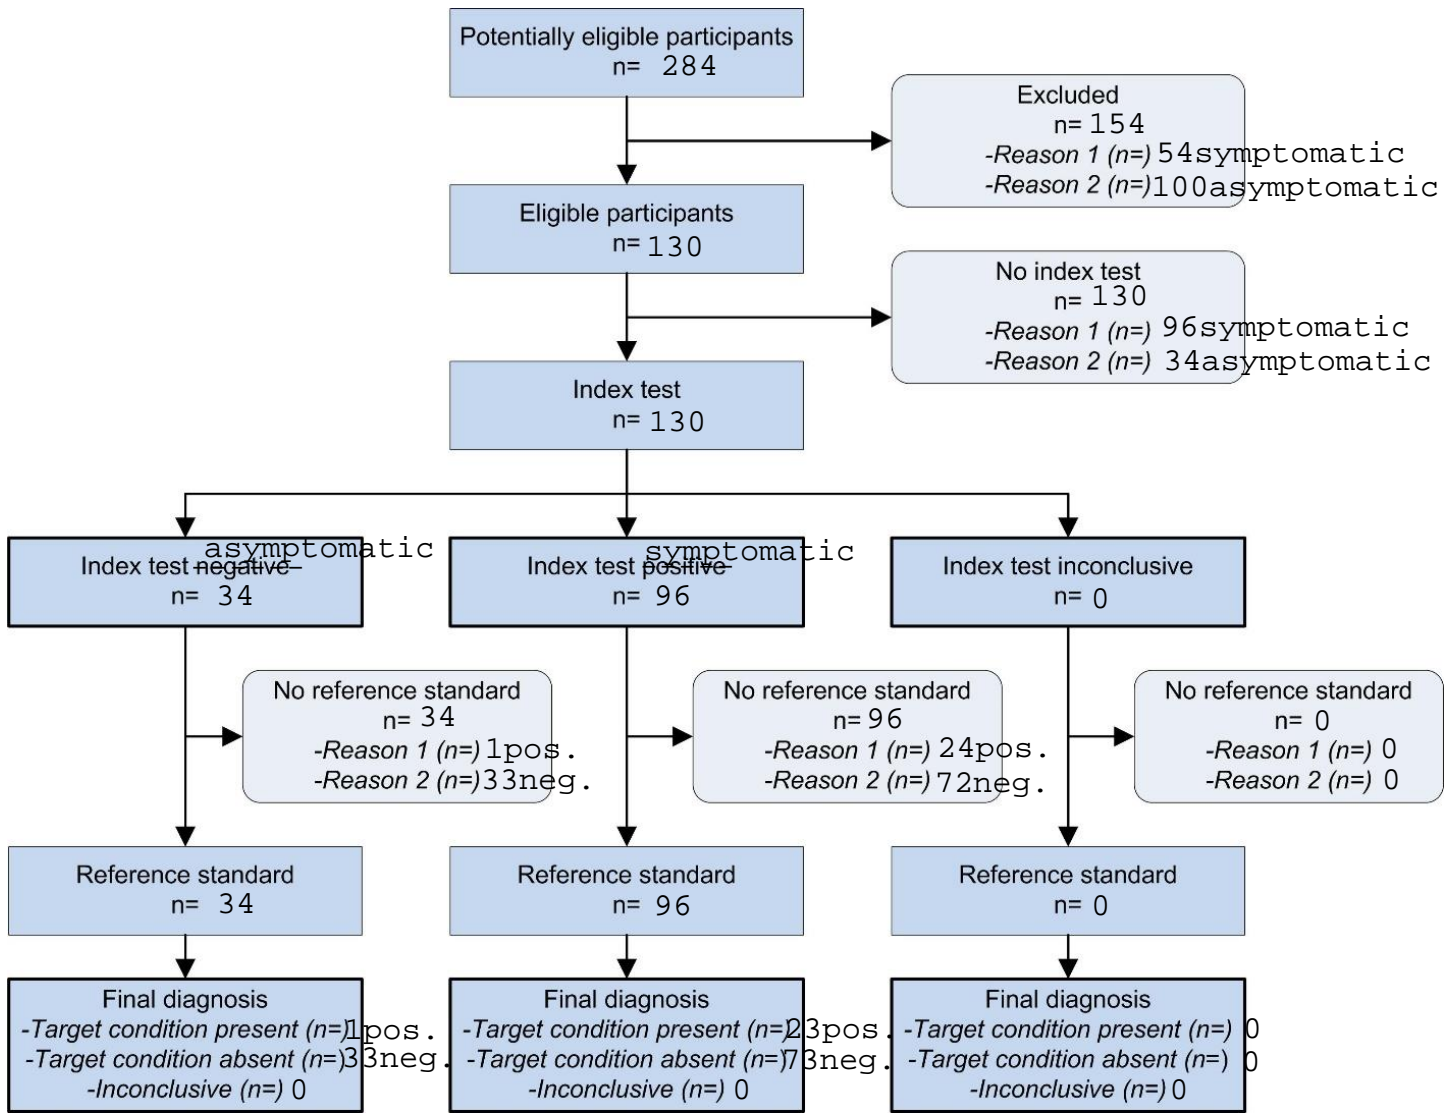 Potentially eligible participants
n= 284
Excluded
n= 154
-Reason 1 (n=) 54symptomatic
-Reason 2 (n=)100asymptomatic
Eligible participants
n= 130
No index test
n= 130
-Reason 1 (n=) 96symptomatic
-Reason 2 (n=) 34asymptomatic
Index test
n= 130
asymptomatic
Index test negative
n= 34
symptomatic
Index test positive
n= 96
Index test inconclusive
n= 0
No reference standard
n= 34
-Reason 1 (n=)1pos.
-Reason 2 (n=)33neg.
No reference standard
n= 96
-Reason 1 (n=) 24pos.
-Reason 2 (n=) 72neg.
No reference standard
n= 0
-Reason 1 (n=) 0
-Reason 2 (n=) 0
Reference standard
n= 34
Reference standard
n= 96
Reference standard
n= 0
Final diagnosis
-Target condition present (n=)1pos.
-Target condition absent (n=)33neg.
-Inconclusive (n=) 0
Final diagnosis
-Target condition present (n=)23pos.
-Target condition absent (n=)73neg.
-Inconclusive (n=) 0
Final diagnosis
-Target condition present (n=) 0
-Target condition absent (n=) 0
-Inconclusive (n=) 0